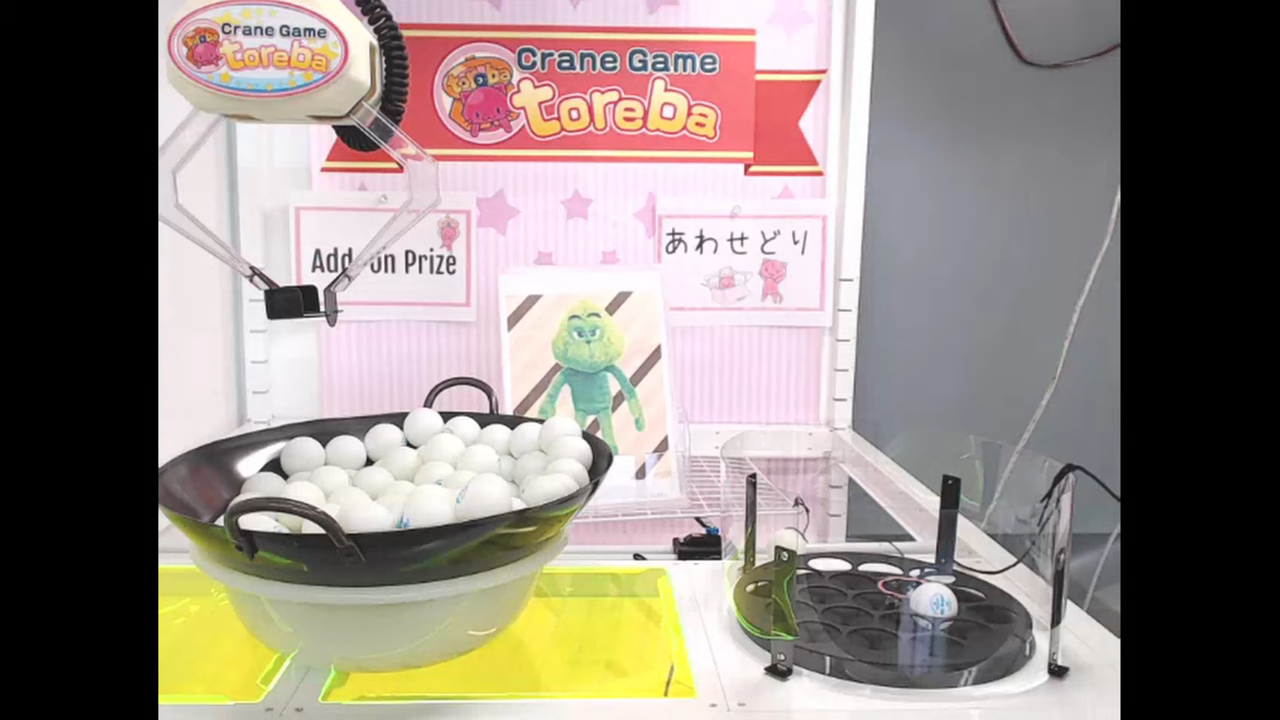 Crane Game
toreba
Crane Game
toreba
toreba
Add-on Prize
あわせどり